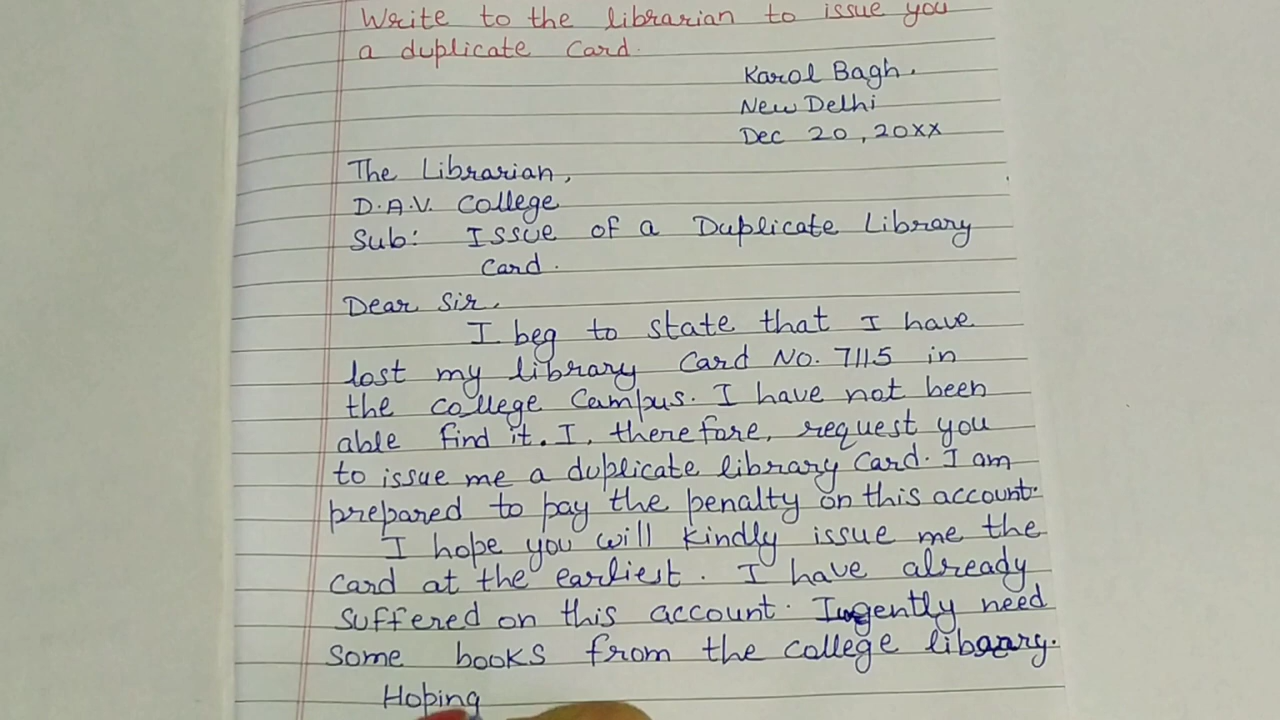 Write to the librarian to issue you
a duplicate card.
Karol Bagh.
New Delhi
Dec 20, 20XX
The Librarian,
D.A.V. College
Sub: Issue of a Duplicate Library
Card.
Dear Sir,
I beg to state that I have
lost my library card No. 7115 in
the college campus. I have not been
able find it. I, therefore, request you
to issue me a duplicate library card. I am
prepared to pay the penalty on this account.
I hope you will kindly issue me the
card at the earliest. I have already
suffered on this account. I need
some books from the college library.
Hoping